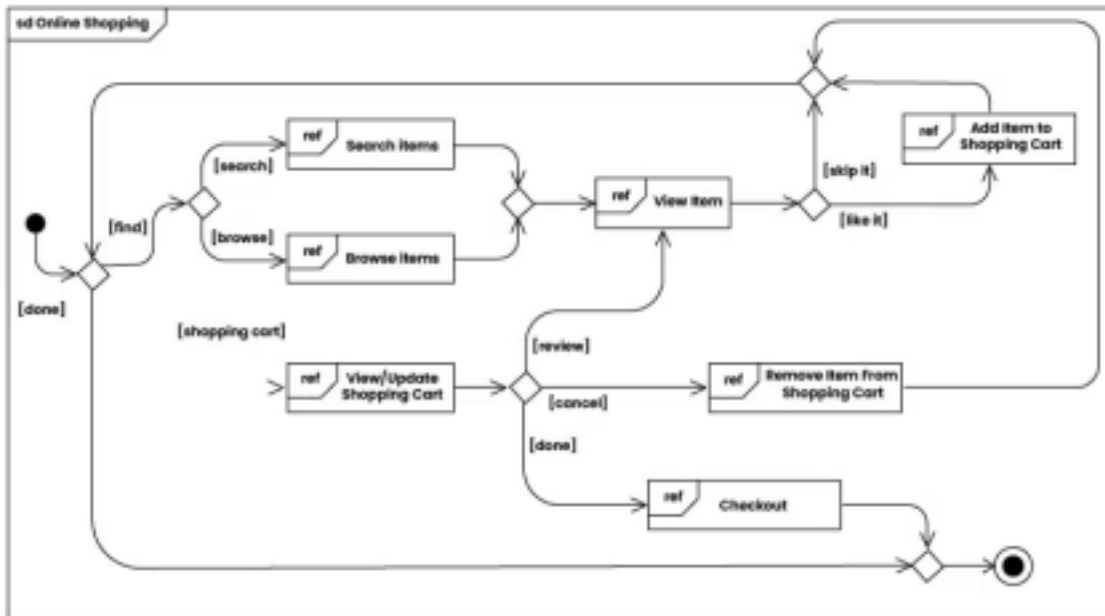 sd Online Shopping
ref
Search items
ref
Add Item to
Shopping Cart
[search]
[skip it]
ref
View Item
[find]
[browse]
[like it]
ref
Browse items
[done]
[shopping cart]
[review]
ref
View/Update
Shopping Cart
ref
Remove Item From
Shopping Cart
[cancel]
[done]
ref
Checkout